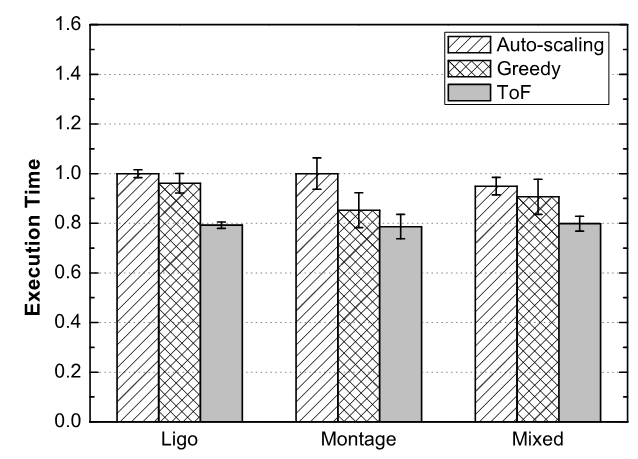 1.6
1.4
1.2
1.0
0.8
0.6
0.4
0.2
0.0
Execution Time
Auto-scaling
Greedy
ToF
Ligo
Montage
Mixed